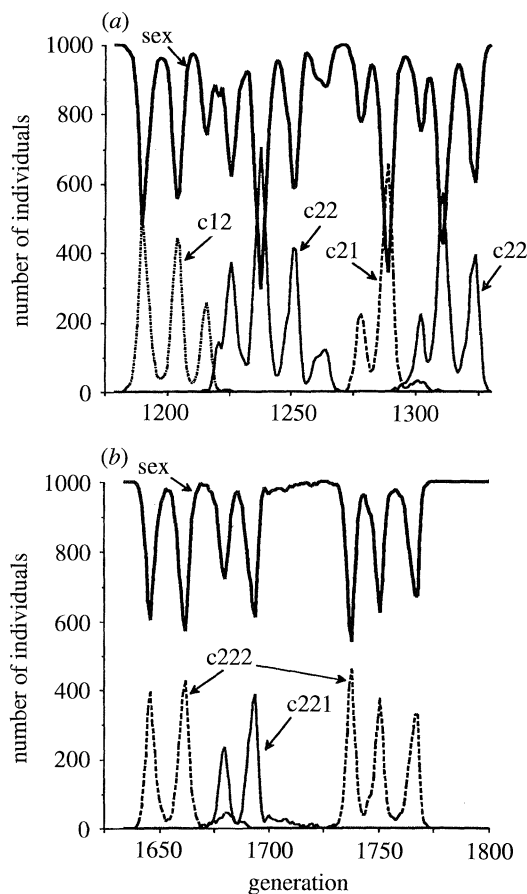 (a)
sex
1000
800
600
400
200
0
number of individuals
c12
c22
c21
c22
1200
1250
1300
(b)
sex
1000
800
600
400
200
0
number of individuals
c222
c221
1650
1700
1750
1800
generation